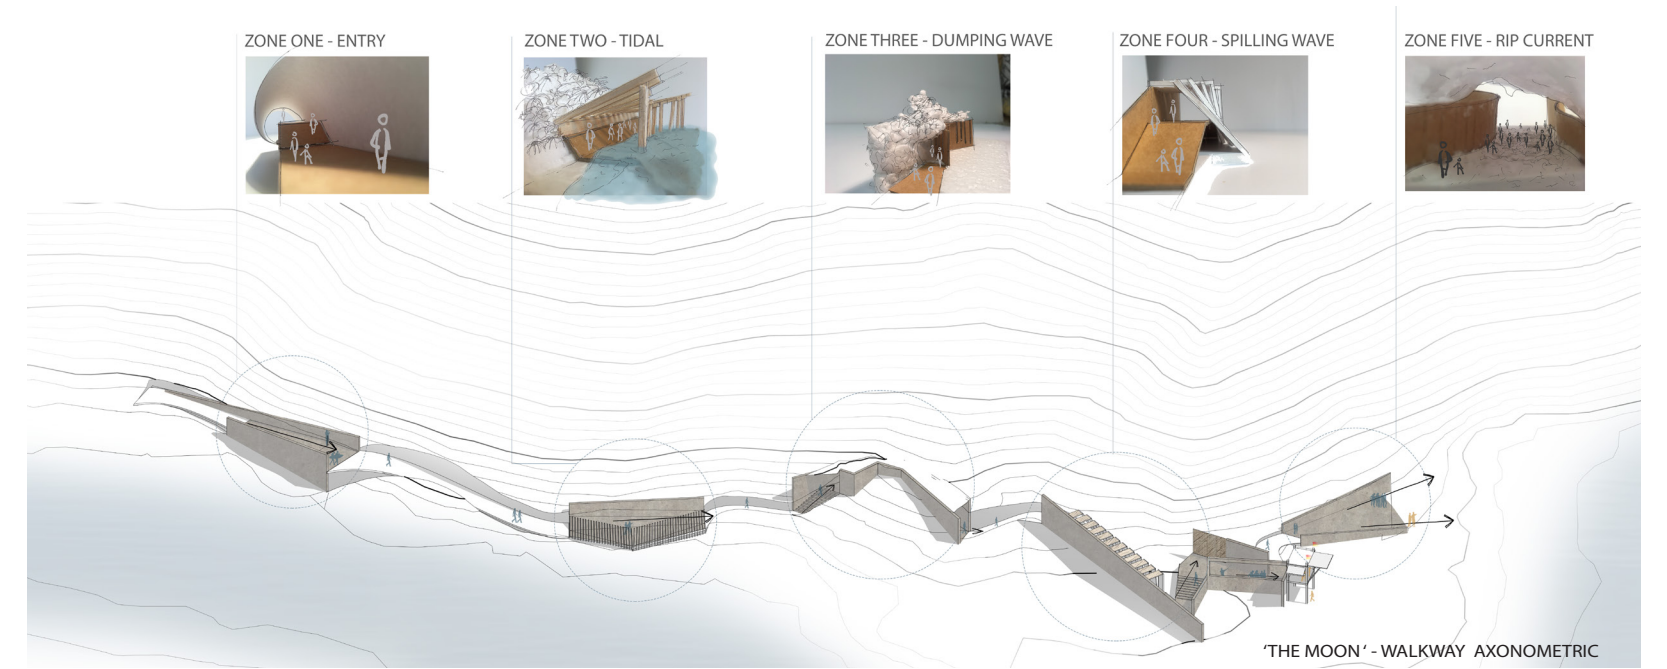 ZONE ONE - ENTRY
ZONE TWO - TIDAL
ZONE THREE - DUMPING WAVE
ZONE FOUR - SPILLING WAVE
ZONE FIVE - RIP CURRENT
‘THE MOON ‘ - WALKWAY AXONOMETRIC